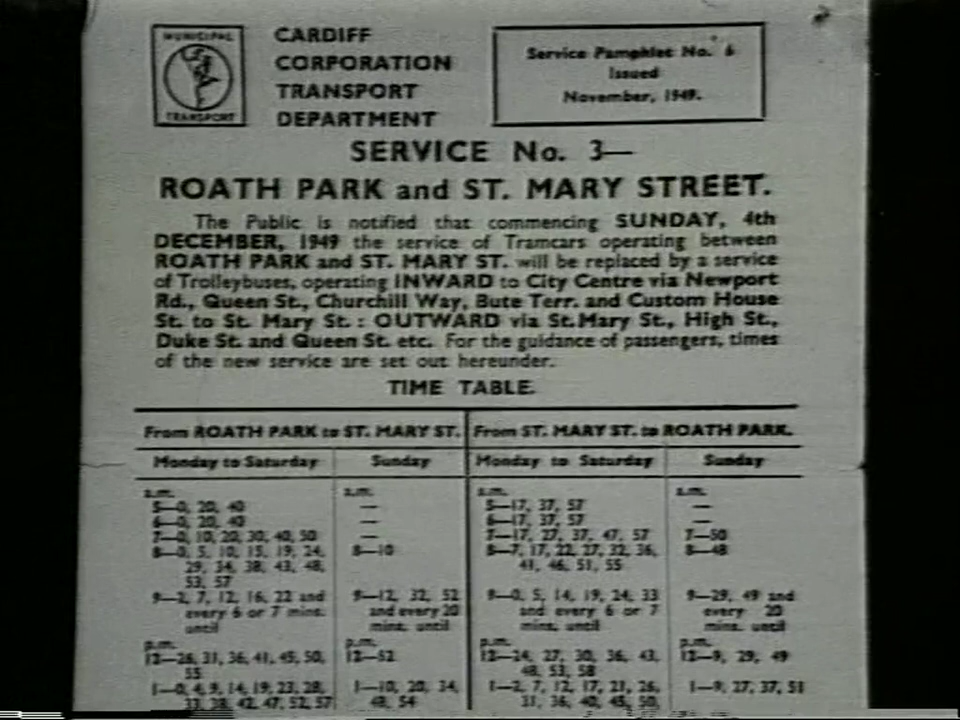 MUNICIPAL
TRANSPORT
CARDIFF
CORPORATION
TRANSPORT
DEPARTMENT
Service Pamphlet No. 6
Issued
November, 1949.
SERVICE No. 3—
ROATH PARK and ST. MARY STREET.
The Public is notified that commencing SUNDAY, 4th
DECEMBER, 1949 the service of Tramcars operating between
ROATH PARK and ST. MARY ST. will be replaced by a service
of Trolleybuses, operating INWARD to City Centre via Newport
Rd., Queen St., Churchill Way, Bute Terr. and Custom House
St. to St. Mary St. : OUTWARD via St. Mary St., High St.,
Duke St. and Queen St. etc. For the guidance of passengers, times
of the new service are set out hereunder.
TIME TABLE.
From ROATH PARK to ST. MARY ST.
Monday to Saturday
a.m.
5—0, 20, 40
6—0, 20, 40
7—0, 10, 20, 30, 40, 50
8—0, 5, 10, 15, 19, 24,
29, 34, 38, 43, 48,
53, 57
9—2, 7, 12, 16, 22 and
every 6 or 7 mins.
until
p.m.
12—26, 31, 36, 41, 45, 50,
55
1—0, 4, 9, 14, 19, 23, 28,
33, 38, 42, 47, 52, 57
Sunday
a.m.
—
—
—
8—10
9—12, 32, 52
and every 20
mins. until
12—52
1—10, 20, 34,
48, 54
From ST. MARY ST. to ROATH PARK.
Monday to Saturday
a.m.
5—17, 37, 57
6—17, 37, 57
7—17, 27, 37, 47, 57
8—7, 17, 22, 27, 32, 36,
41, 46, 51, 55
9—0, 5, 14, 19, 24, 33
and every 6 or 7
mins. until
p.m.
12—24, 27, 30, 36, 43,
48, 53, 58
1—2, 7, 12, 17, 21, 26,
31, 36, 40, 45, 50,
Sunday
a.m.
—
—
7—50
8—48
9—29, 49 and
every 20
mins. until
p.m.
12—9, 29, 49
1—9, 27, 37, 51